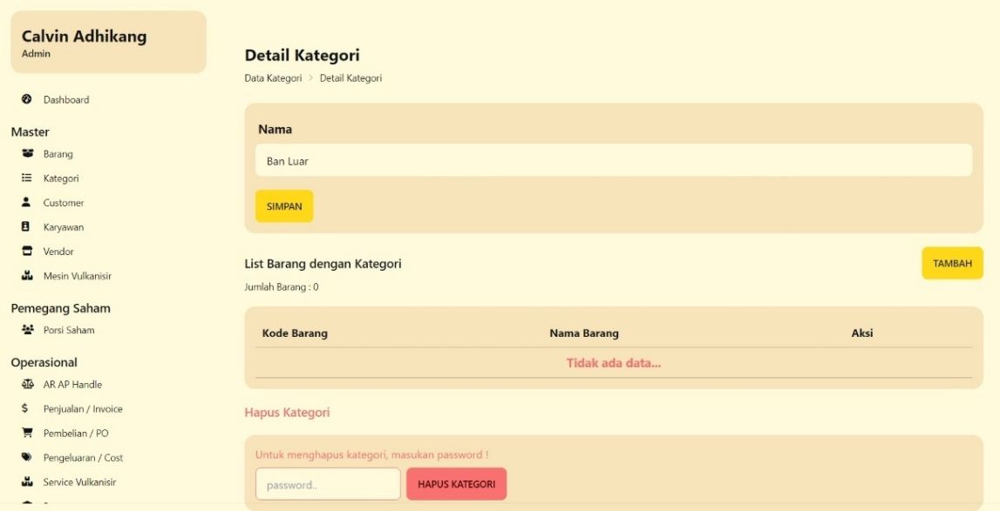 Calvin Adhikang
Admin
Dashboard
Master
Barang
Kategori
Customer
Karyawan
Vendor
Mesin Vulkanisir
Pemegang Saham
Porsi Saham
Operasional
AR AP Handle
Penjualan / Invoice
Pembelian / PO
Pengeluaran / Cost
Service Vulkanisir
Detail Kategori
Data Kategori > Detail Kategori
Nama
Ban Luar
SIMPAN
List Barang dengan Kategori
TAMBAH
Jumlah Barang : 0
Kode Barang Nama Barang Aksi
Tidak ada data...
Hapus Kategori
Untuk menghapus kategori, masukan password !
password..
HAPUS KATEGORI